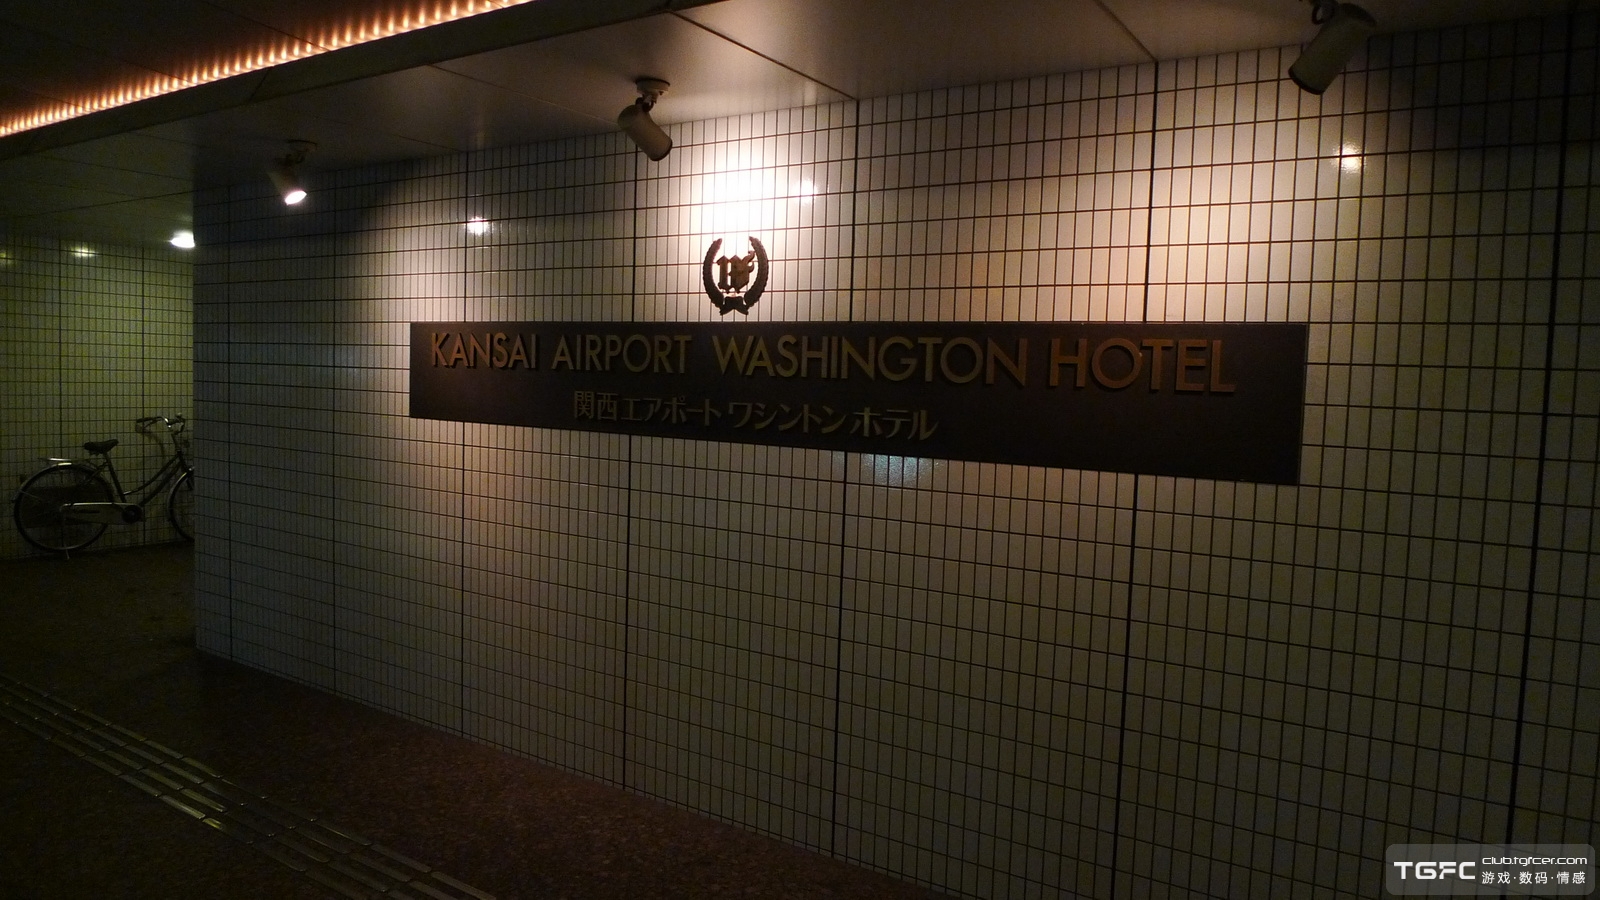 W
KANSAI AIRPORT WASHINGTON HOTEL
関西エアポートワシントンホテル
TGFC club.tgfcer.com
游戏·数码·情感